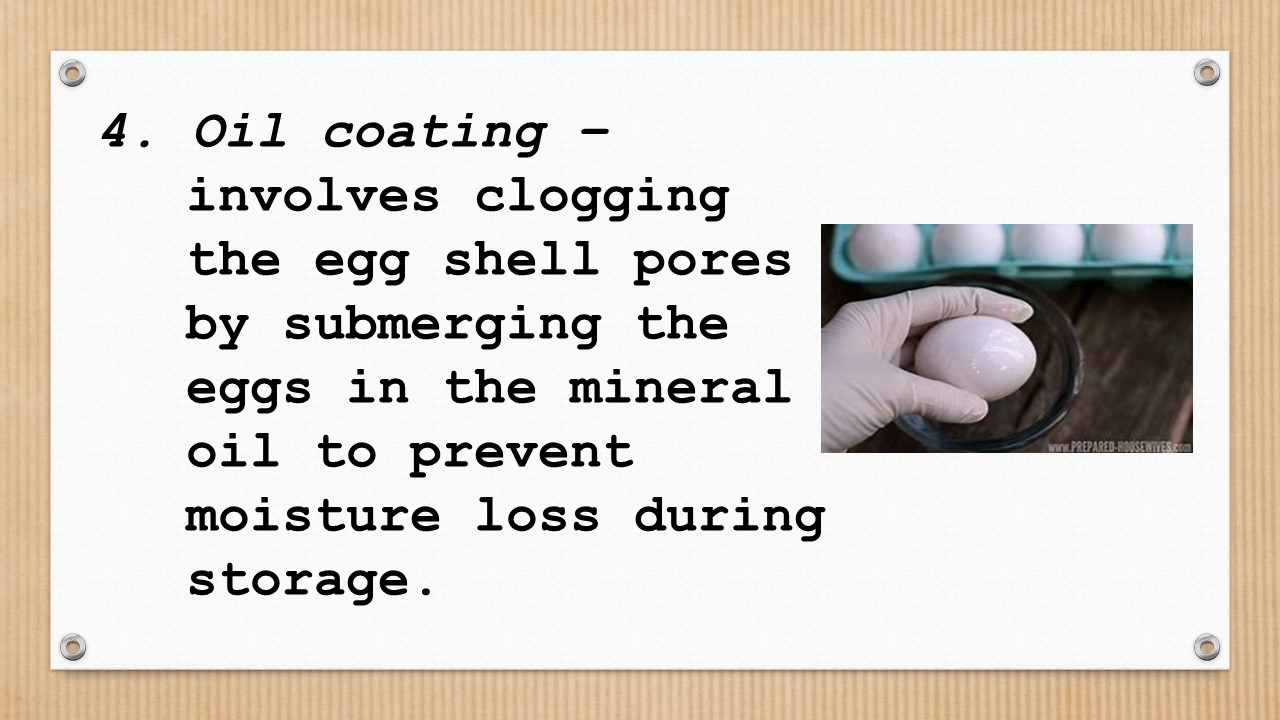 4. Oil coating –
involves clogging
the egg shell pores
by submerging the
eggs in the mineral
oil to prevent
moisture loss during
storage.
www.PREPARED-HOUSEWIVES.com